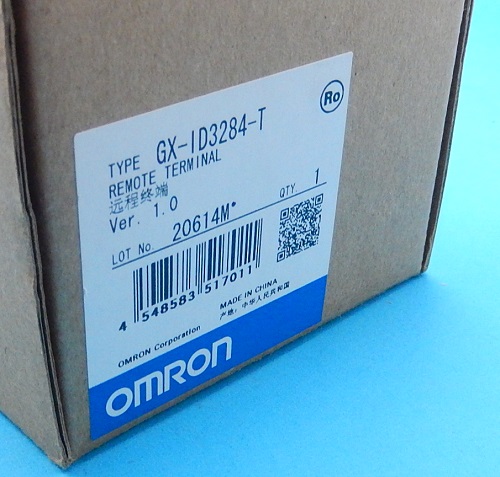 Ro
TYPE GX-ID3284-T
REMOTE TERMINAL
远程终端
Ver. 1.0
QTY. 1
LOT No. 20614M*
4 548583 517011
MADE IN CHINA
产地: 中华人民共和国
OMRON Corporation
OMRON